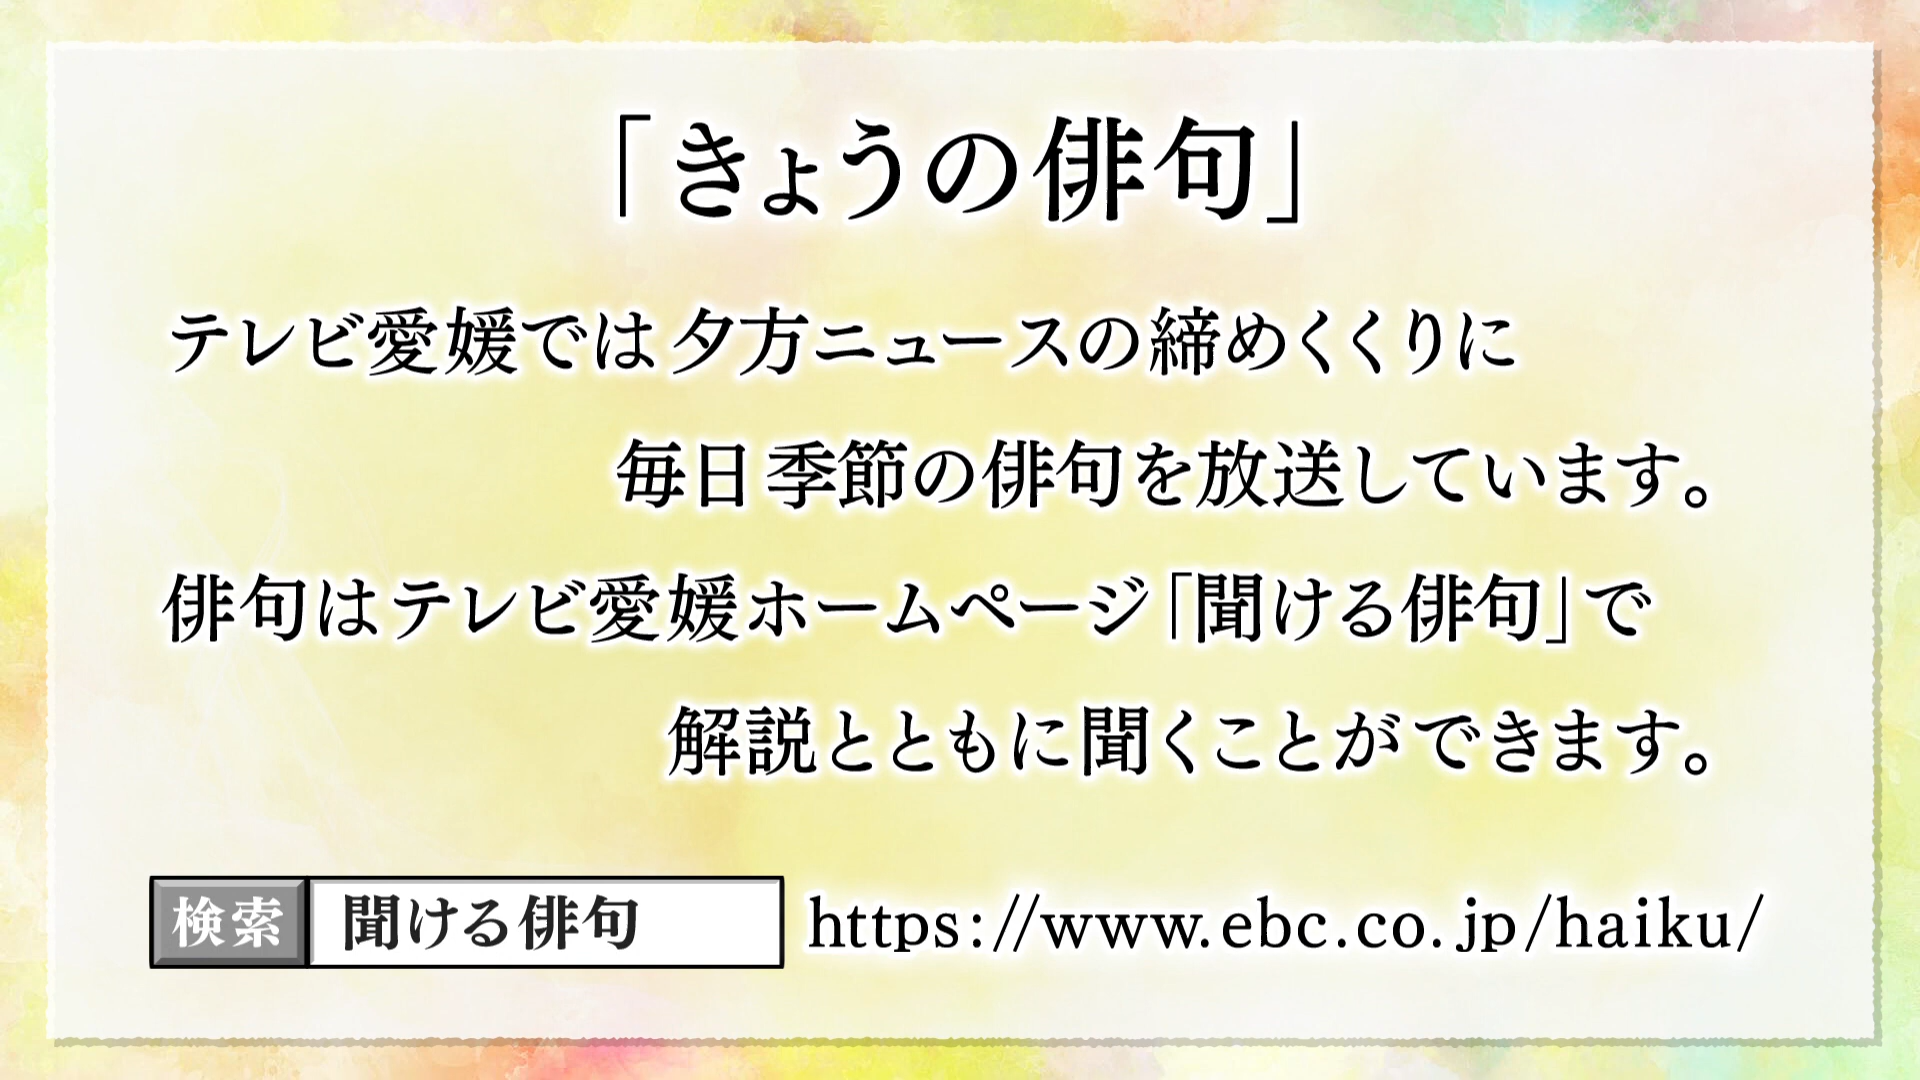 「きょうの俳句」
テレビ愛媛では夕方ニュースの締めくくりに
毎日季節の俳句を放送しています。
俳句はテレビ愛媛ホームページ「聞ける俳句」で
解説とともに聞くことができます。
検索 聞ける俳句 https://www.ebc.co.jp/haiku/